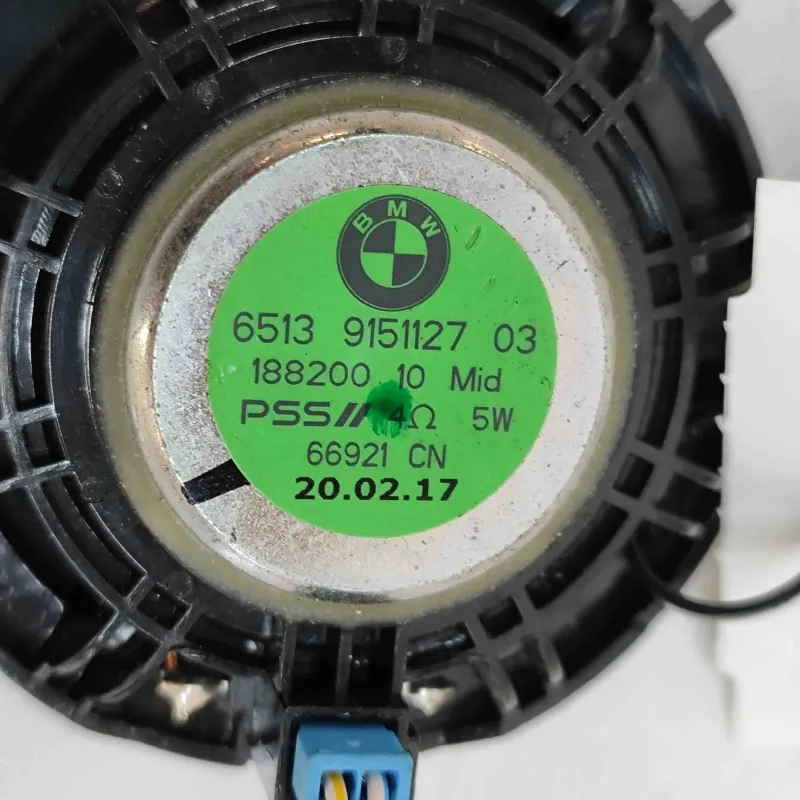 BMW
6513 9151127 03
188200 10 Mid
PSS// 4Ω 5W
66921 CN
20.02.17